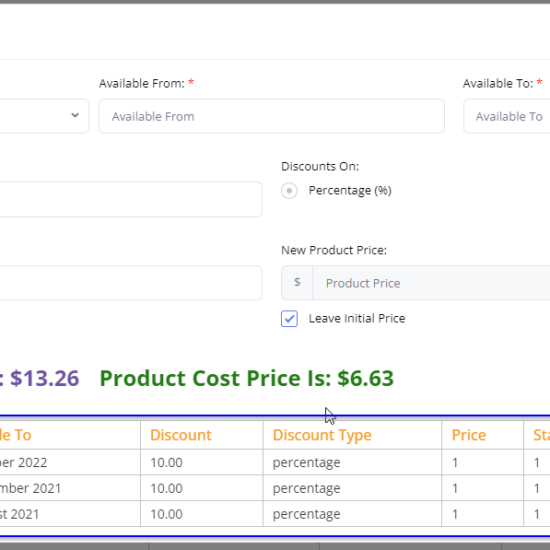 Available From: * Available To: *
Available From Available To
Discounts On:
Percentage (%)
New Product Price:
$ Product Price
Leave Initial Price
: $13.26 Product Cost Price Is: $6.63
le To Discount Discount Type Price Sta
er 2022 10.00 percentage 1 1
mber 2021 10.00 percentage 1 1
st 2021 10.00 percentage 1 1